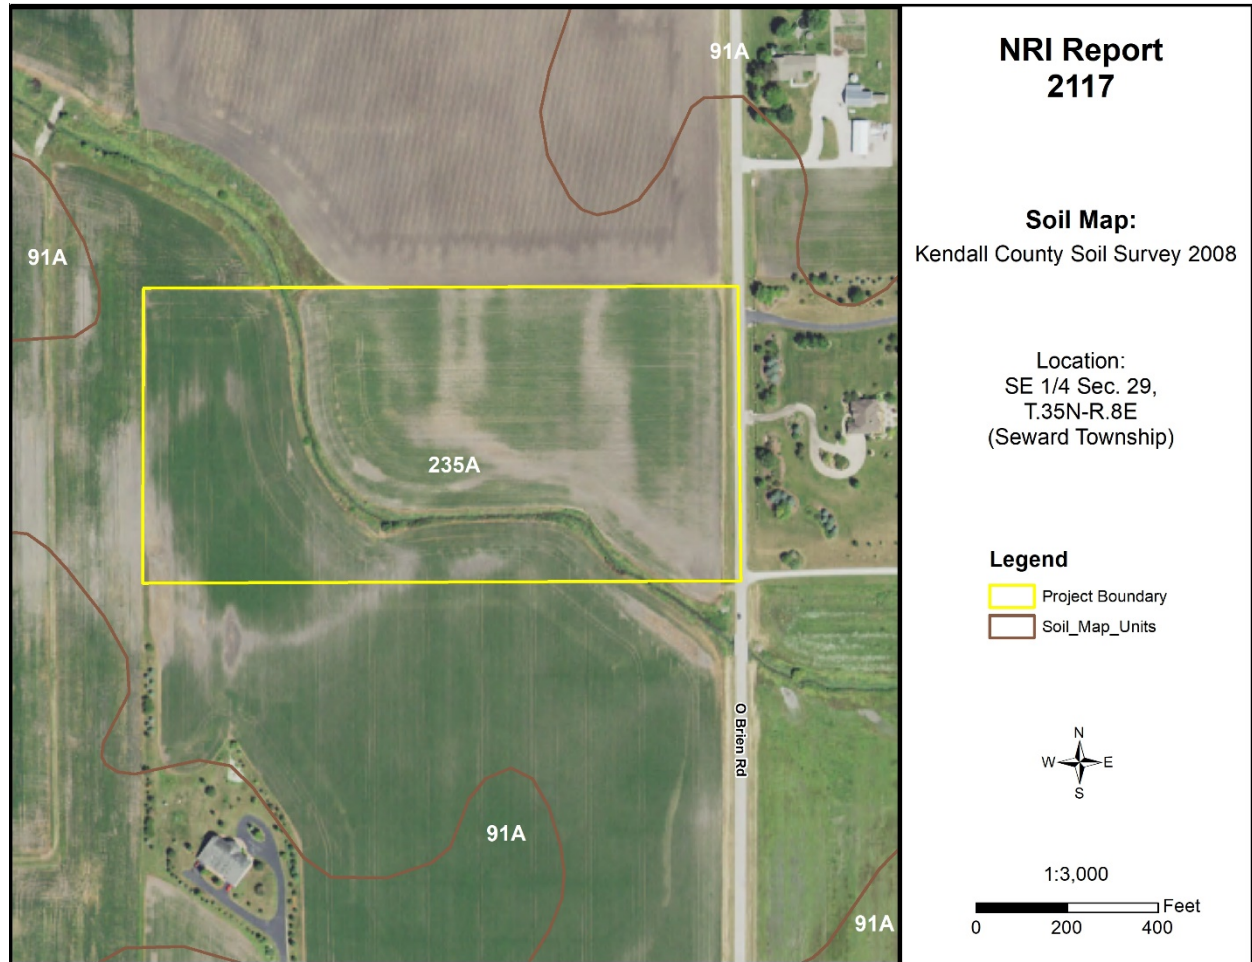 NRI Report
2117
Soil Map:
Kendall County Soil Survey 2008
Location:
SE 1/4 Sec. 29,
T.35N-R.8E
(Seward Township)
Legend
Project Boundary
Soil_Map_Units
N
W E
S
1:3,000
Feet
0 200 400
91A
91A
235A
O Brien Rd
91A
91A